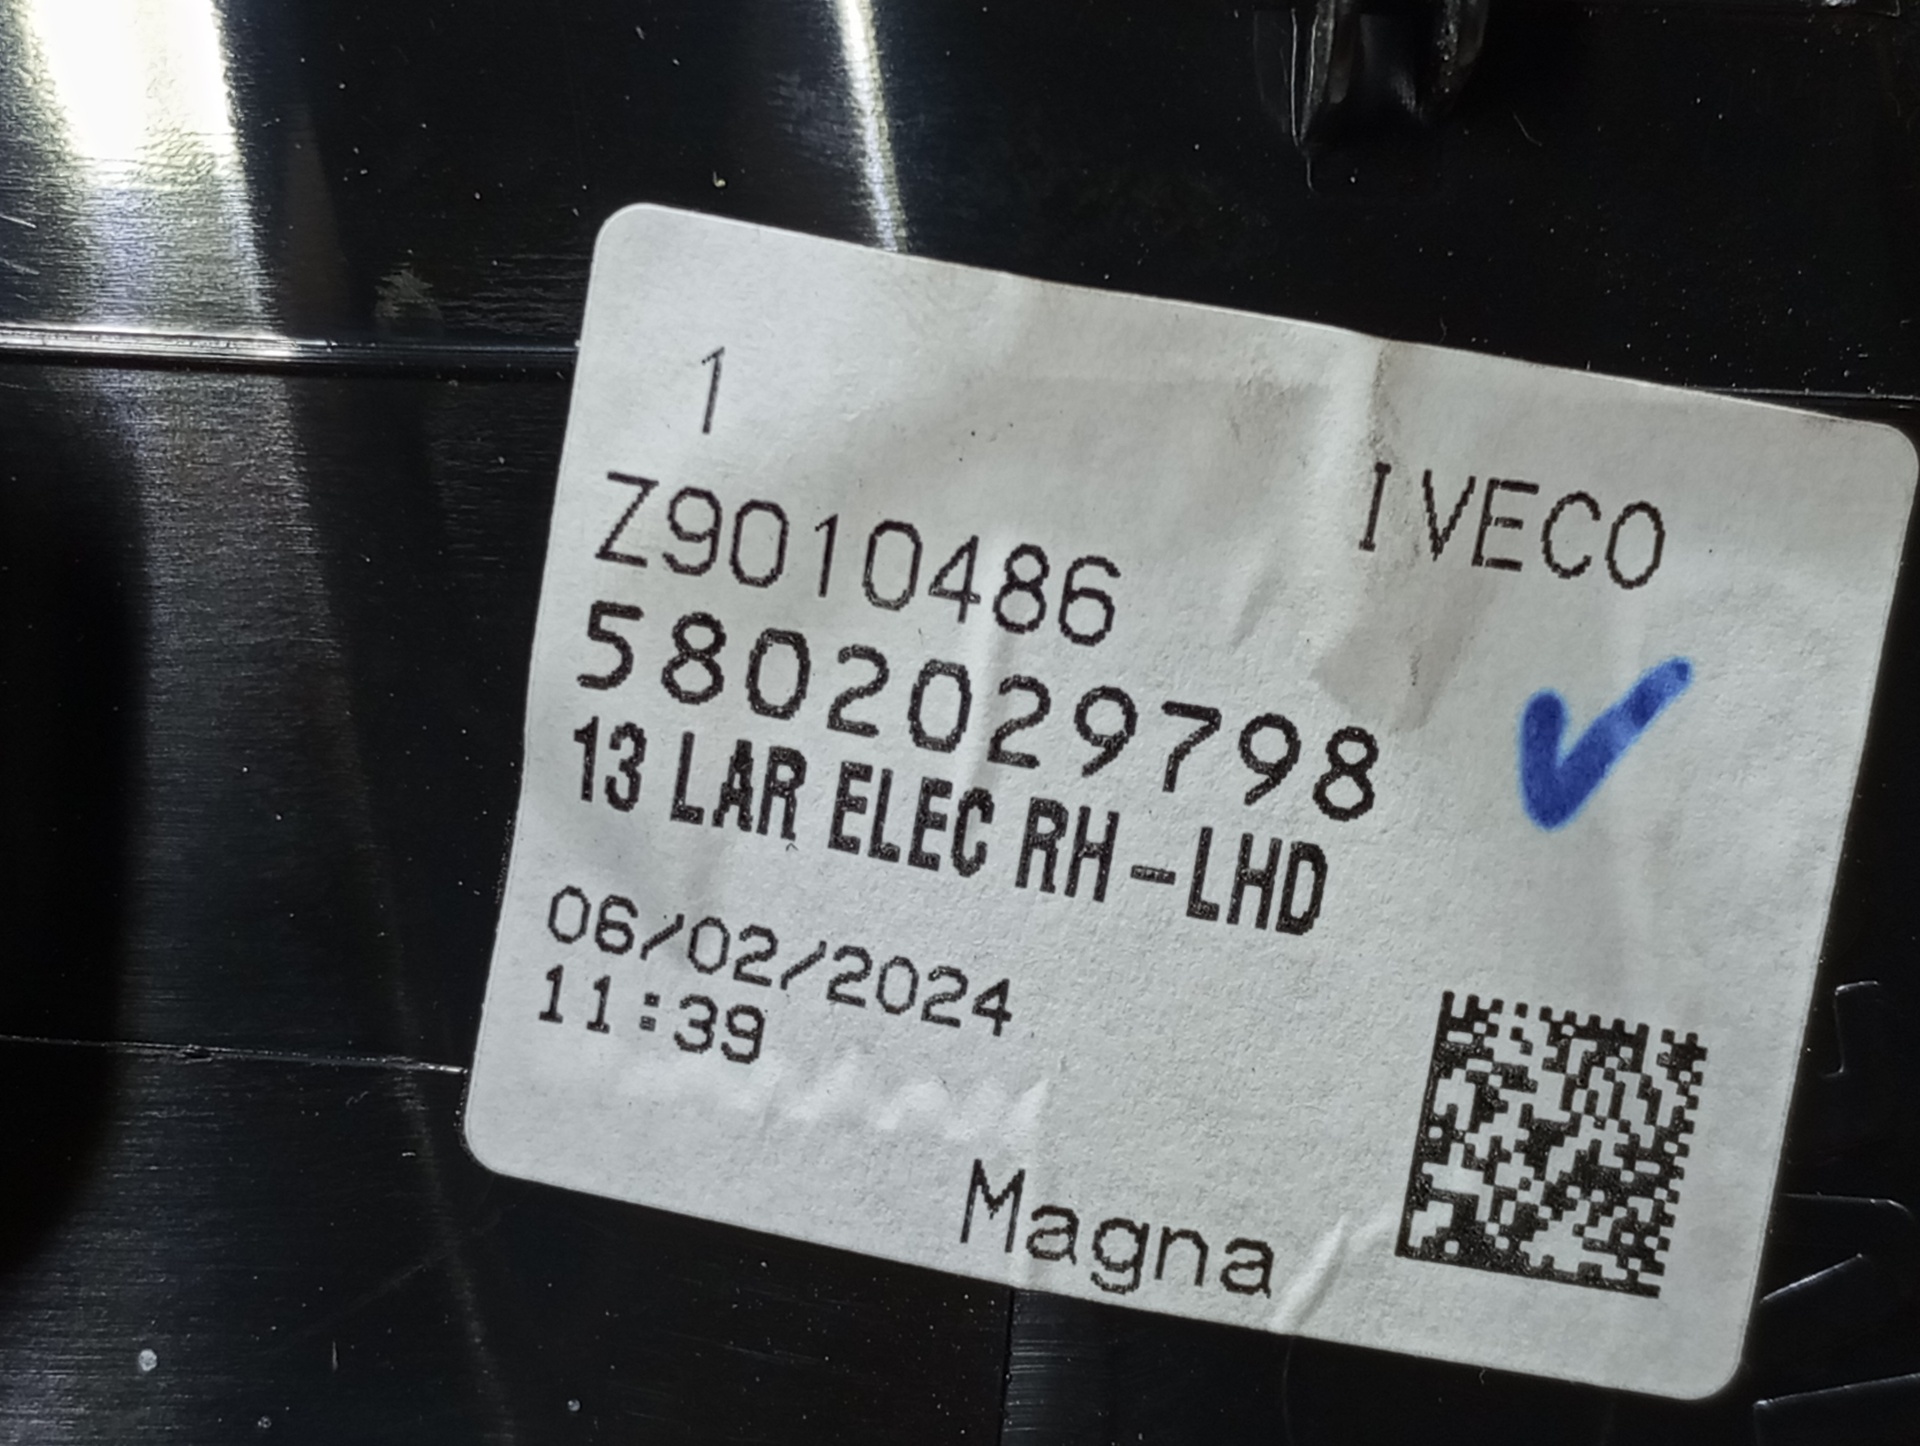 1
IVECO
Z9010486
5802029798
13 LAR ELEC RH-LHD
06/02/2024
11:39
Magna